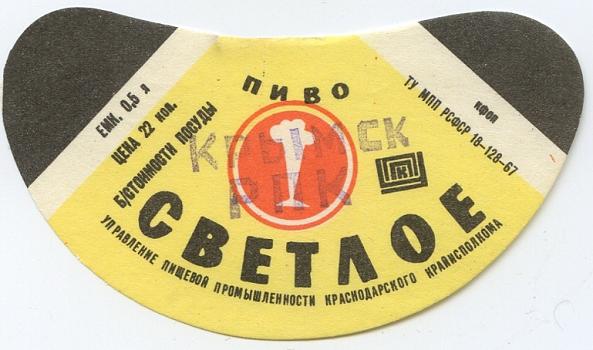 ПИВО
ЕМК. 0,5 л
ЦЕНА 22 коп.
Б/СТОИМОСТИ ПОСУДЫ
КФОП
ТУ МПП РСФСР 18-128-67
КРЫМСК
РПК
СВЕТЛОЕ
УПРАВЛЕНИЕ ПИЩЕВОЙ ПРОМЫШЛЕННОСТИ КРАСНОДАРСКОГО КРАЙИСПОЛКОМА